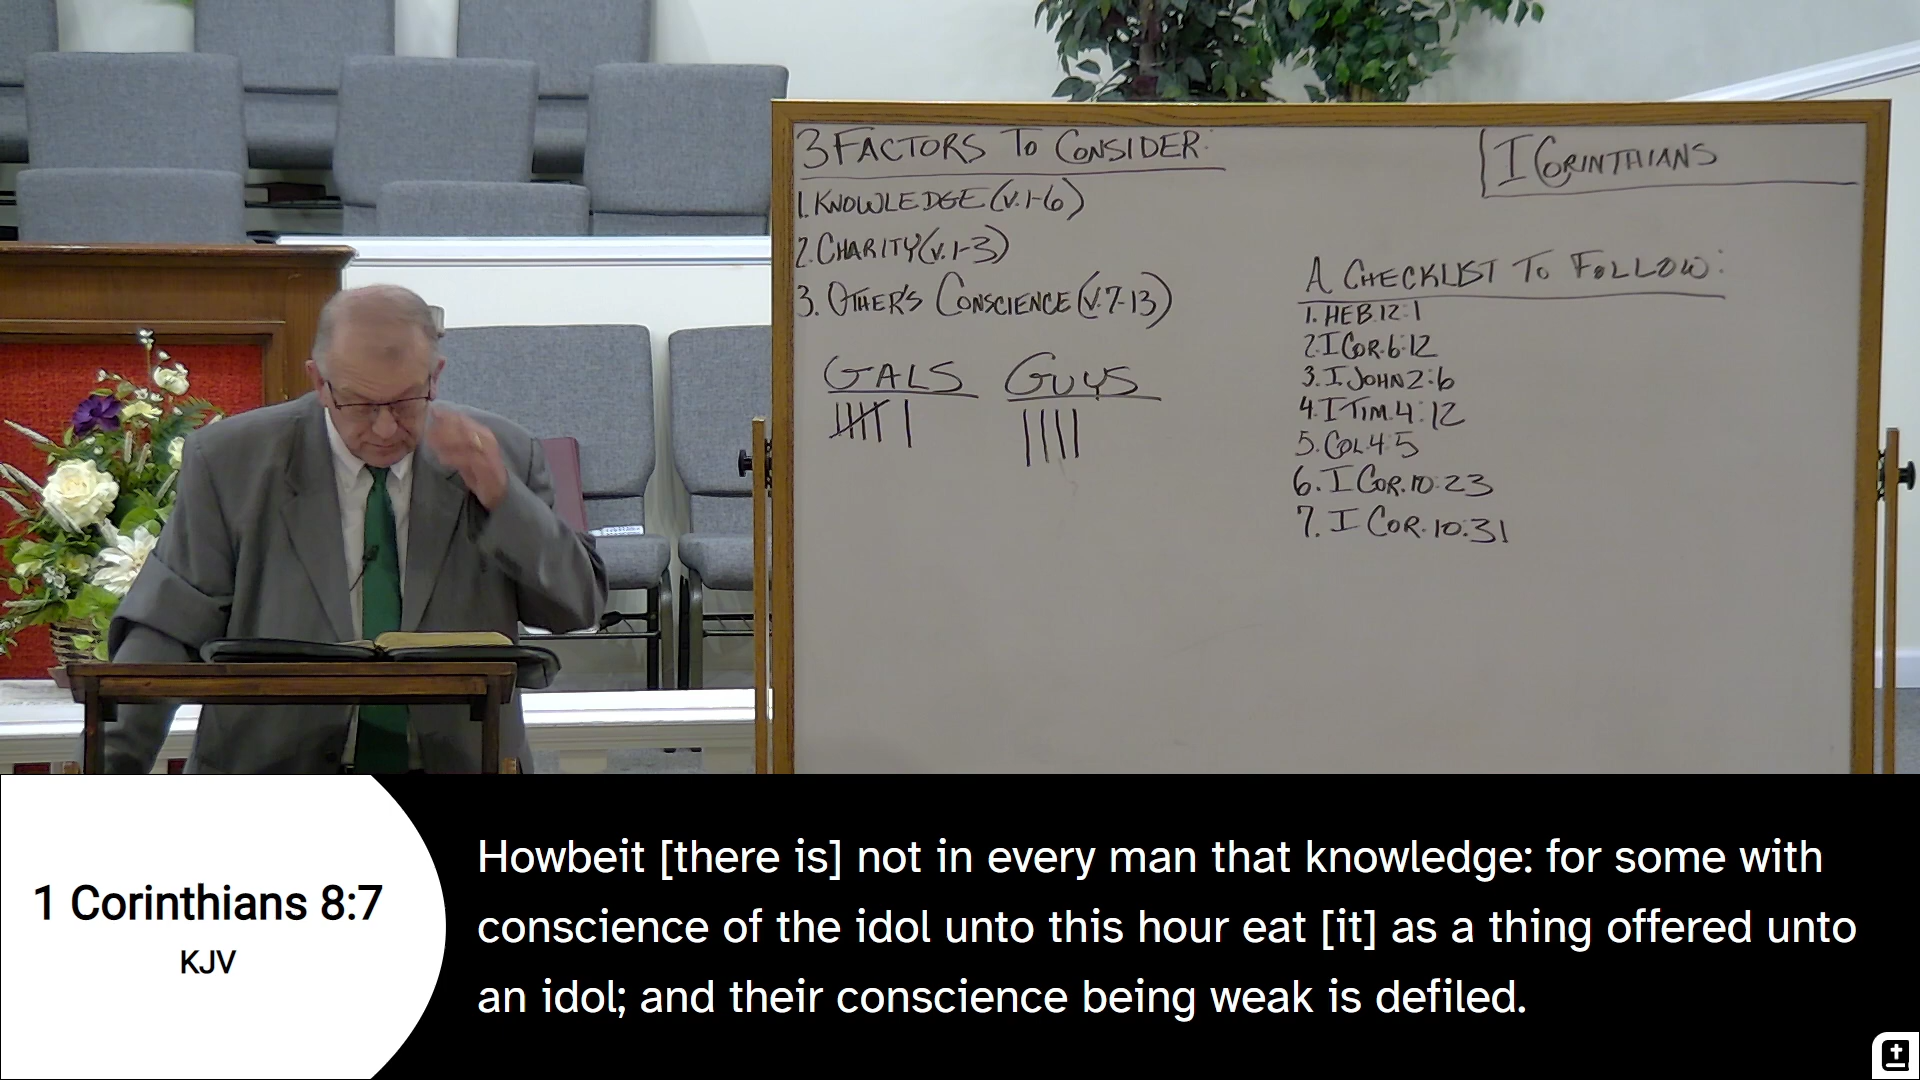 3 FACTORS TO CONSIDER:
1. KNOWLEDGE (V. 1-6)
2. CHARITY (V. 1-3)
3. OTHER'S CONSCIENCE (V. 7-13)
GALS GUYS
I CORINTHIANS
A CHECKLIST TO FOLLOW:
1. HEB. 12:1
2. I COR. 6:12
3. I JOHN 2:6
4. I TIM. 4:12
5. COL. 4:5
6. I COR. 10:23
7. I COR. 10:31
1 Corinthians 8:7
KJV
Howbeit [there is] not in every man that knowledge: for some with
conscience of the idol unto this hour eat [it] as a thing offered unto
an idol; and their conscience being weak is defiled.